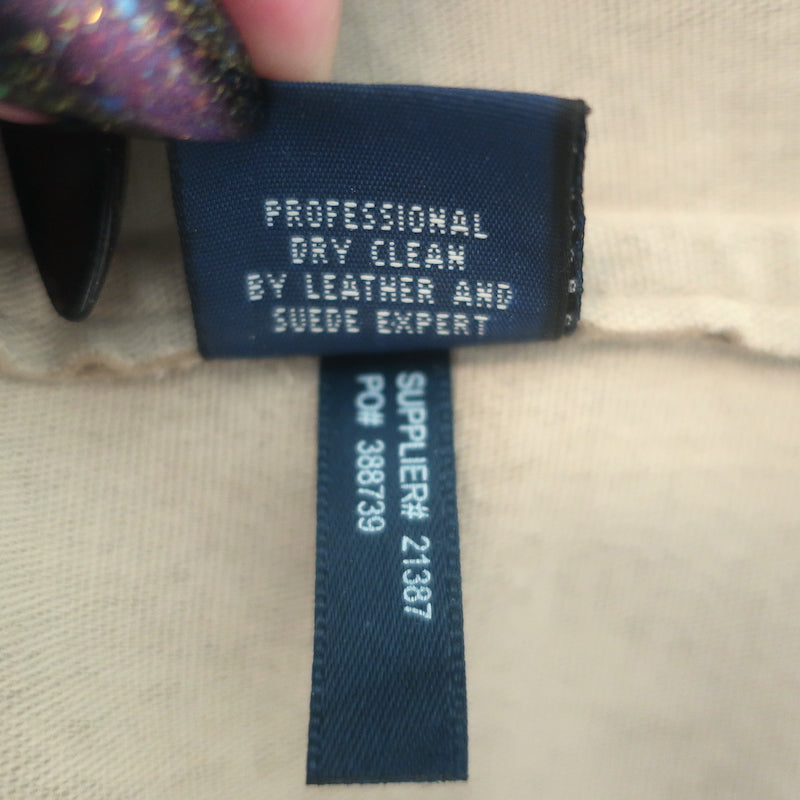 PROFESSIONAL
DRY CLEAN
BY LEATHER AND
SUEDE EXPERT
SUPPLIER# 21387
PO# 388739